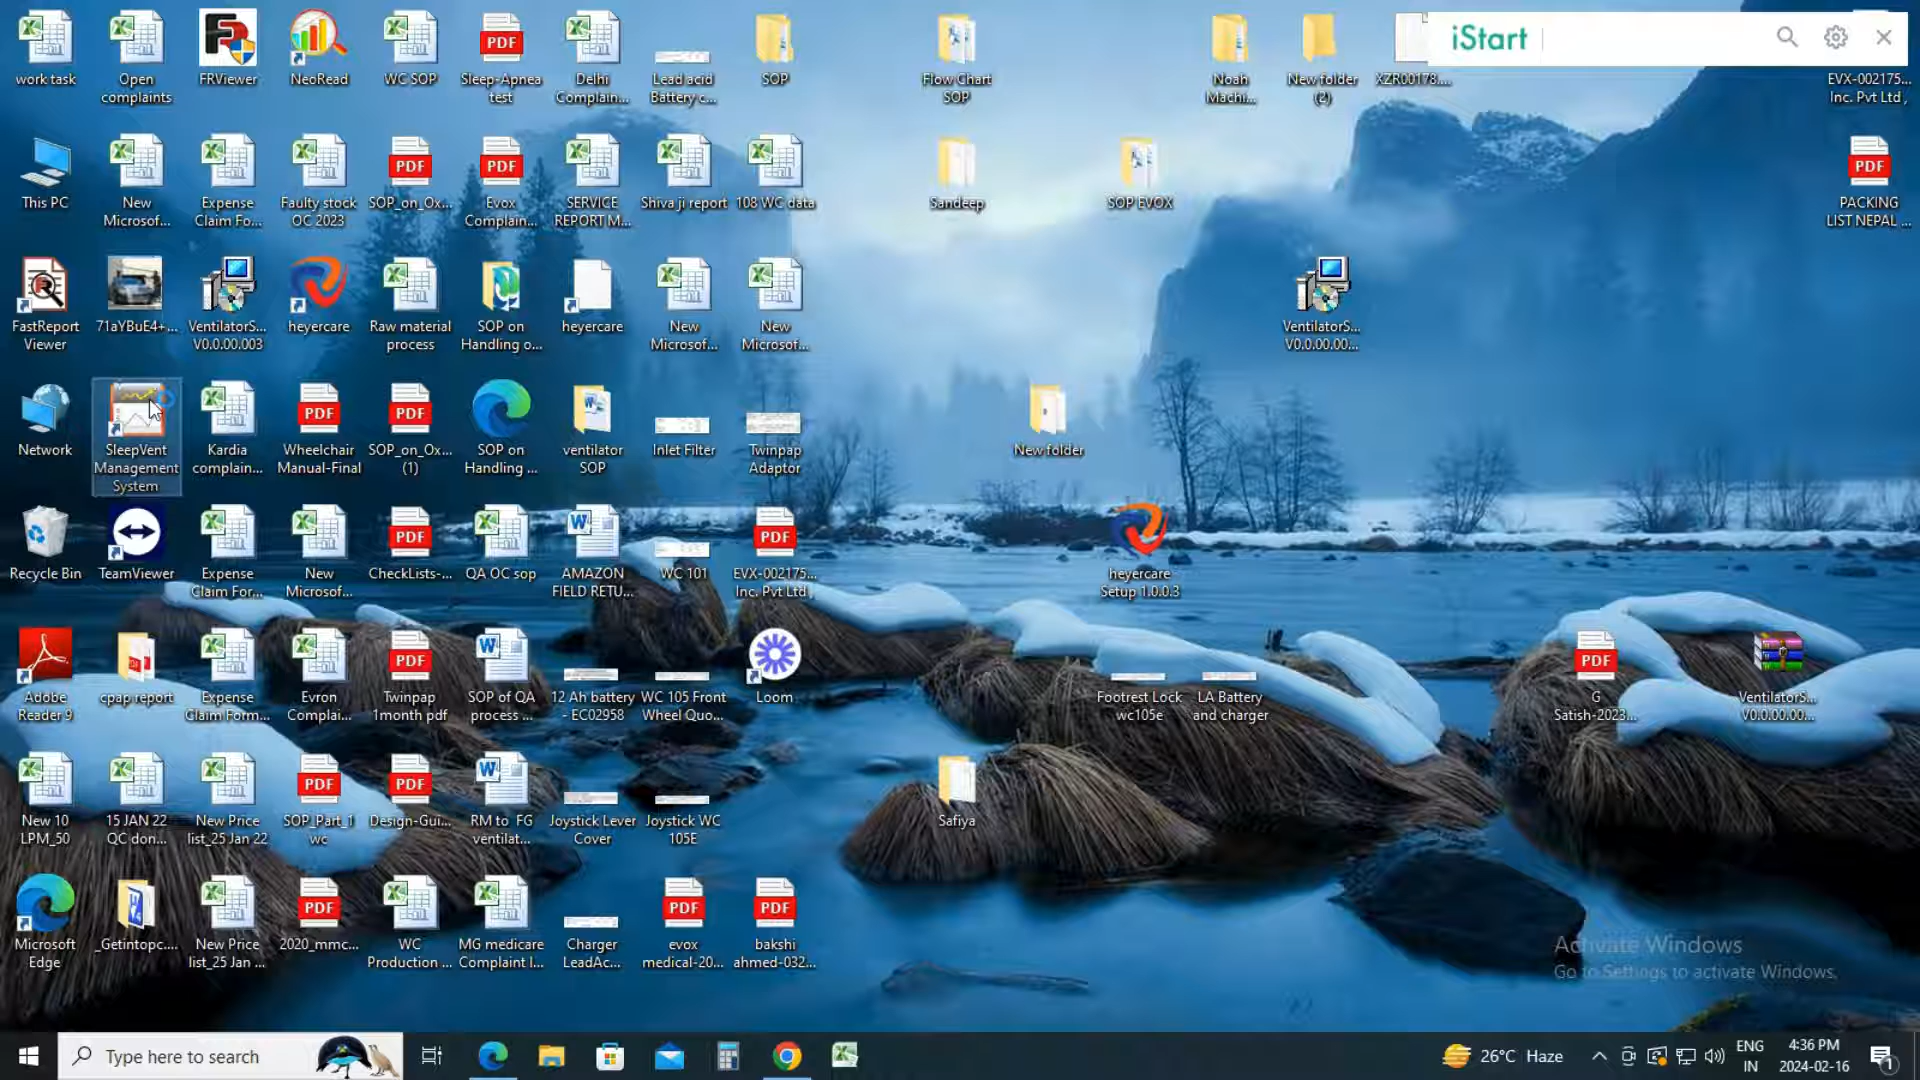 work task
Open
complaints
FRViewer
NeoRead
WC SOP
Sleep-Apnea
test
Delhi
Complain...
Lead acid
Battery c...
SOP
Flow Chart
SOP
Noah
Machi...
New folder
(2)
XZR00178....
iStart
EVX-002175...
Inc. Pvt Ltd ,
This PC
New
Microsof...
Expense
Claim Fo...
Faulty stock
OC 2023
SOP_on_Ox...
Evox
Complain...
SERVICE
REPORT M...
Shiva ji report
108 WC data
Sandeep
SOP EVOX
PACKING
LIST NEPAL ...
FastReport
Viewer
71aYBuE4+...
VentilatorS...
V0.0.00.003
heyercare
Raw material
process
SOP on
Handling o...
heyercare
New
Microsof...
New
Microsof...
VentilatorS...
V0.0.00.00...
Network
SleepVent
Management
System
Kardia
complain...
Wheelchair
Manual-Final
SOP_on_Ox...
(1)
SOP on
Handling ...
ventilator
SOP
Inlet Filter
Twinpap
Adaptor
New folder
Recycle Bin
TeamViewer
Expense
Claim For...
New
Microsof...
CheckLists-...
QA OC sop
AMAZON
FIELD RETU...
WC 101
EVX-002175...
Inc. Pvt Ltd ,
heyercare
Setup 1.0.0.3
Adobe
Reader 9
cpap report
Expense
Claim Form...
Evron
Complai...
Twinpap
1month pdf
SOP of QA
process ...
12 Ah battery
- EC02958
WC 105 Front
Wheel Quo...
Loom
Footrest Lock
wc105e
LA Battery
and charger
G
Satish-2023...
VentilatorS...
V0.0.00.00...
New 10
LPM_50
15 JAN 22
QC don...
New Price
list_25 Jan 22
SOP_Part_1
wc
Design-Gui...
RM to FG
ventilat...
Joystick Lever
Cover
Joystick WC
105E
Safiya
Microsoft
Edge
_Getintopc....
New Price
list_25 Jan ...
2020_mmc...
WC
Production ...
MG medicare
Complaint I...
Charger
LeadAc...
evox
medical-20...
bakshi
ahmed-032...
Activate Windows
Go to Settings to activate Windows.
Type here to search
26°C Haze
ENG
IN
4:36 PM
2024-02-16
1